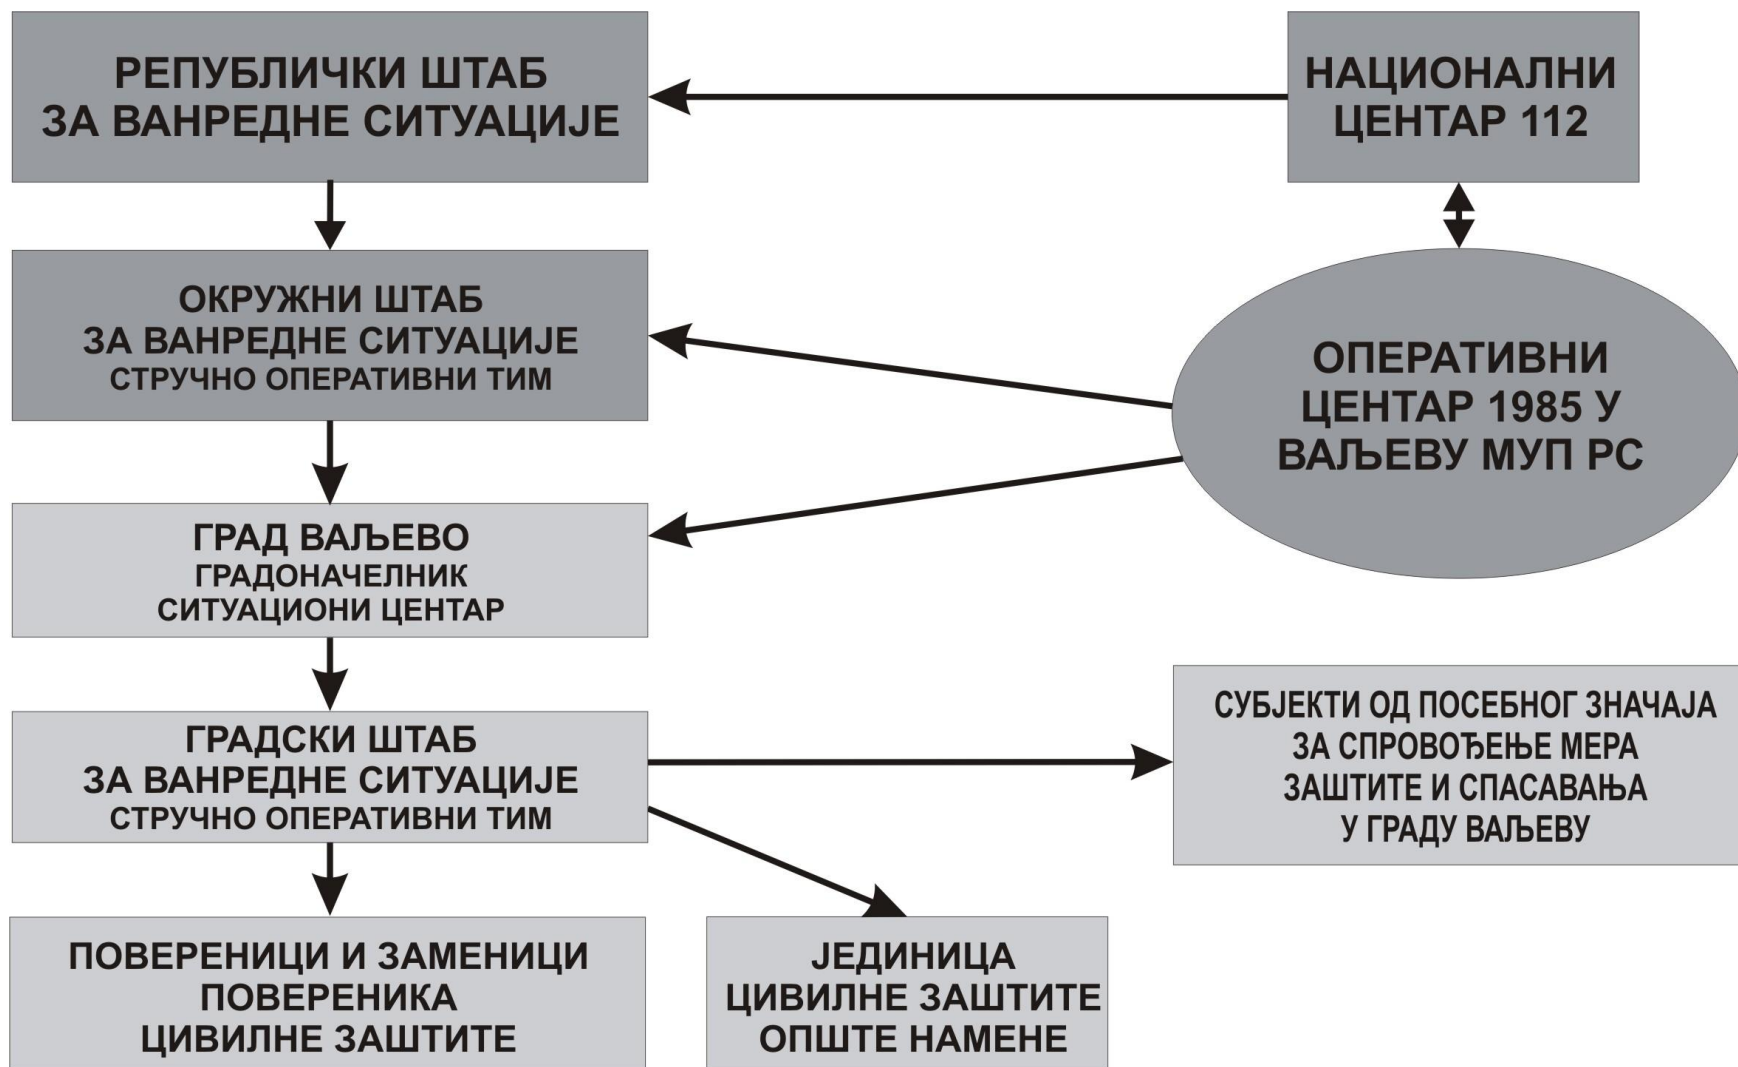 РЕПУБЛИЧКИ ШТАБ
ЗА ВАНРЕДНЕ СИТУАЦИЈЕ
НАЦИОНАЛНИ
ЦЕНТАР 112
ОКРУЖНИ ШТАБ
ЗА ВАНРЕДНЕ СИТУАЦИЈЕ
СТРУЧНО ОПЕРАТИВНИ ТИМ
ОПЕРАТИВНИ
ЦЕНТАР 1985 У
ВАЉЕВУ МУП РС
ГРАД ВАЉЕВО
ГРАДОНАЧЕЛНИК
СИТУАЦИОНИ ЦЕНТАР
ГРАДСКИ ШТАБ
ЗА ВАНРЕДНЕ СИТУАЦИЈЕ
СТРУЧНО ОПЕРАТИВНИ ТИМ
СУБЈЕКТИ ОД ПОСЕБНОГ ЗНАЧАЈА
ЗА СПРОВОЂЕЊЕ МЕРА
ЗАШТИТЕ И СПАСАВАЊА
У ГРАДУ ВАЉЕВУ
ПОВЕРЕНИЦИ И ЗАМЕНИЦИ
ПОВЕРЕНИКА
ЦИВИЛНЕ ЗАШТИТЕ
ЈЕДИНИЦА
ЦИВИЛНЕ ЗАШТИТЕ
ОПШТЕ НАМЕНЕ